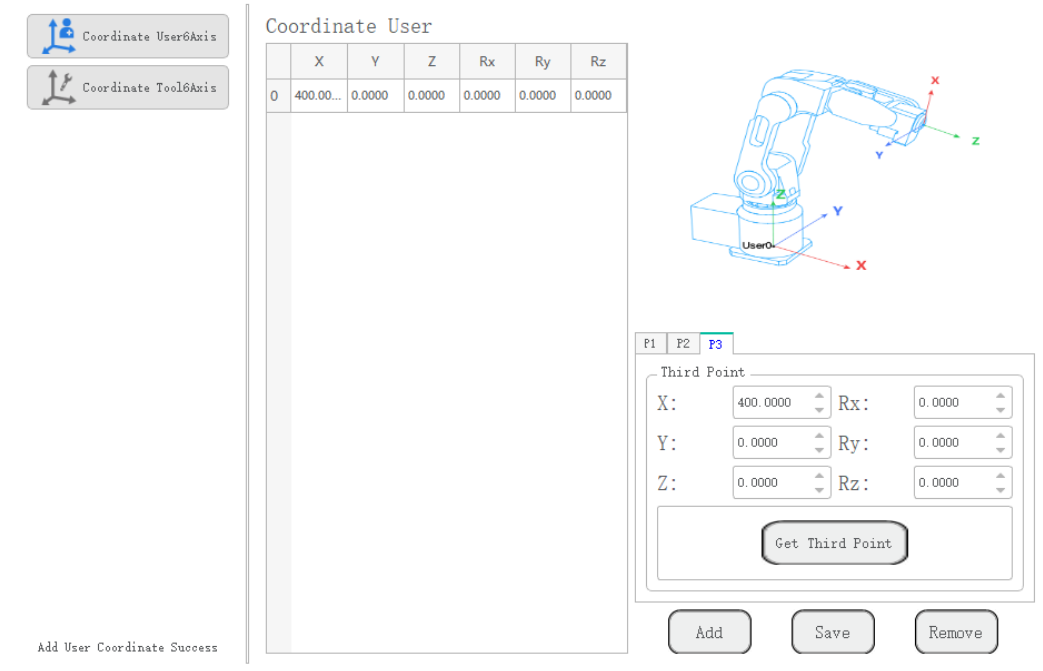 Coordinate User6Axis
Coordinate Tool6Axis
Add User Coordinate Success
Coordinate User
X Y Z Rx Ry Rz
0 400.00... 0.0000 0.0000 0.0000 0.0000 0.0000
X
Z
Y
Z
Y
User0
X
P1 P2 P3
Third Point
X: 400.0000 Rx: 0.0000
Y: 0.0000 Ry: 0.0000
Z: 0.0000 Rz: 0.0000
Get Third Point
Add Save Remove